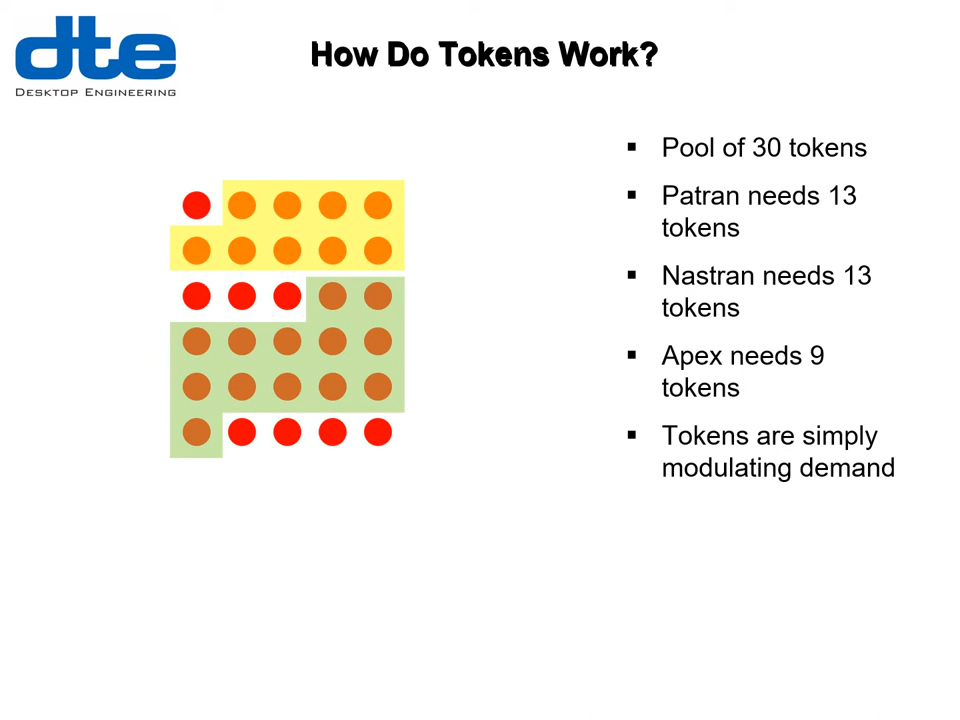 dte
DESKTOP ENGINEERING
How Do Tokens Work?
▪ Pool of 30 tokens
▪ Patran needs 13
tokens
▪ Nastran needs 13
tokens
▪ Apex needs 9
tokens
▪ Tokens are simply
modulating demand